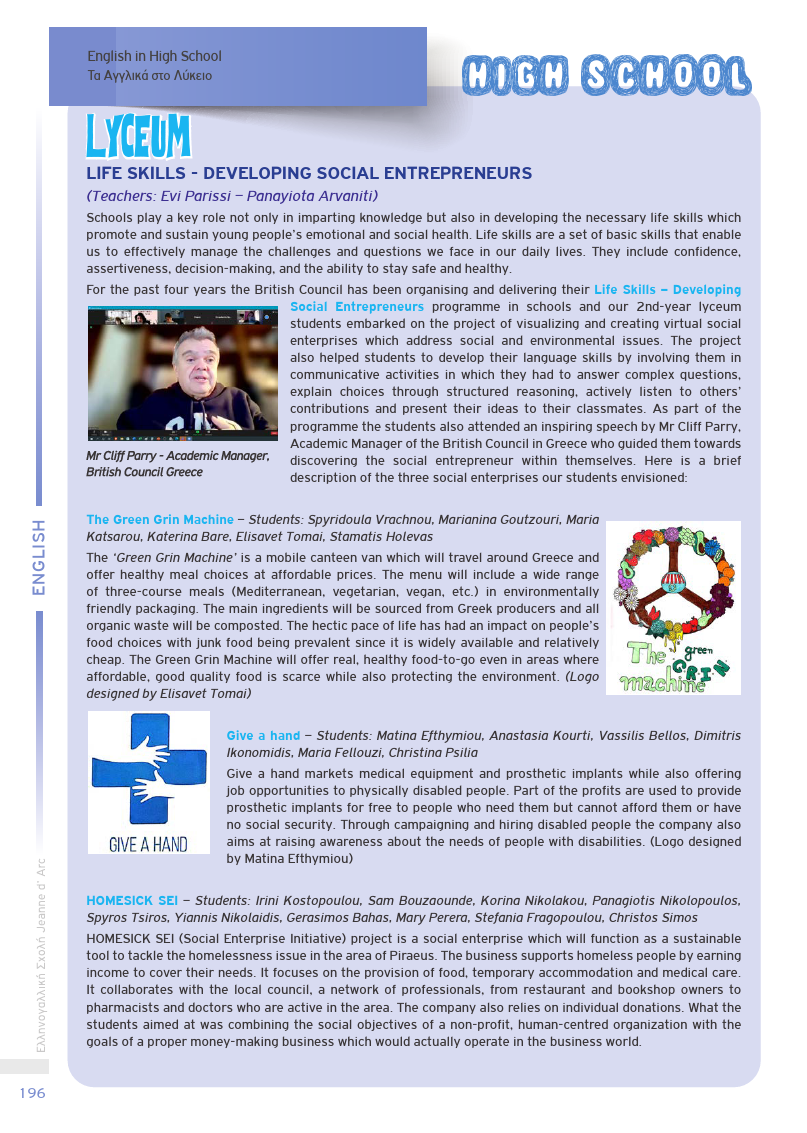 English in High School
Τα Αγγλικά στο Λύκειο
HIGH SCHOOL
LYCEUM
LIFE SKILLS - DEVELOPING SOCIAL ENTREPRENEURS
(Teachers: Evi Parissi – Panayiota Arvaniti)
Schools play a key role not only in imparting knowledge but also in developing the necessary life skills which
promote and sustain young people's emotional and social health. Life skills are a set of basic skills that enable
us to effectively manage the challenges and questions we face in our daily lives. They include confidence,
assertiveness, decision-making, and the ability to stay safe and healthy.
For the past four years the British Council has been organising and delivering their Life Skills – Developing
Social Entrepreneurs programme in schools and our 2nd-year lyceum
students embarked on the project of visualizing and creating virtual social
enterprises which address social and environmental issues. The project
also helped students to develop their language skills by involving them in
communicative activities in which they had to answer complex questions,
explain choices through structured reasoning, actively listen to others'
contributions and present their ideas to their classmates. As part of the
programme the students also attended an inspiring speech by Mr Cliff Parry,
Academic Manager of the British Council in Greece who guided them towards
discovering the social entrepreneur within themselves. Here is a brief
description of the three social enterprises our students envisioned:
Mr Cliff Parry - Academic Manager,
British Council Greece
The Green Grin Machine – Students: Spyridoula Vrachnou, Marianina Goutzouri, Maria
Katsarou, Katerina Bare, Elisavet Tomai, Stamatis Holevas
The 'Green Grin Machine' is a mobile canteen van which will travel around Greece and
offer healthy meal choices at affordable prices. The menu will include a wide range
of three-course meals (Mediterranean, vegetarian, vegan, etc.) in environmentally
friendly packaging. The main ingredients will be sourced from Greek producers and all
organic waste will be composted. The hectic pace of life has had an impact on people's
food choices with junk food being prevalent since it is widely available and relatively
cheap. The Green Grin Machine will offer real, healthy food-to-go even in areas where
affordable, good quality food is scarce while also protecting the environment. (Logo
designed by Elisavet Tomai)
The green
GRIN
machine
GIVE A HAND
Give a hand – Students: Matina Efthymiou, Anastasia Kourti, Vassilis Bellos, Dimitris
Ikonomidis, Maria Fellouzi, Christina Psilia
Give a hand markets medical equipment and prosthetic implants while also offering
job opportunities to physically disabled people. Part of the profits are used to provide
prosthetic implants for free to people who need them but cannot afford them or have
no social security. Through campaigning and hiring disabled people the company also
aims at raising awareness about the needs of people with disabilities. (Logo designed
by Matina Efthymiou)
HOMESICK SEI – Students: Irini Kostopoulou, Sam Bouzaounde, Korina Nikolakou, Panagiotis Nikolopoulos,
Spyros Tsiros, Yiannis Nikolaidis, Gerasimos Bahas, Mary Perera, Stefania Fragopoulou, Christos Simos
HOMESICK SEI (Social Enterprise Initiative) project is a social enterprise which will function as a sustainable
tool to tackle the homelessness issue in the area of Piraeus. The business supports homeless people by earning
income to cover their needs. It focuses on the provision of food, temporary accommodation and medical care.
It collaborates with the local council, a network of professionals, from restaurant and bookshop owners to
pharmacists and doctors who are active in the area. The company also relies on individual donations. What the
students aimed at was combining the social objectives of a non-profit, human-centred organization with the
goals of a proper money-making business which would actually operate in the business world.
ENGLISH
Ελληνογαλλική Σχολή Jeanne d' Arc
196